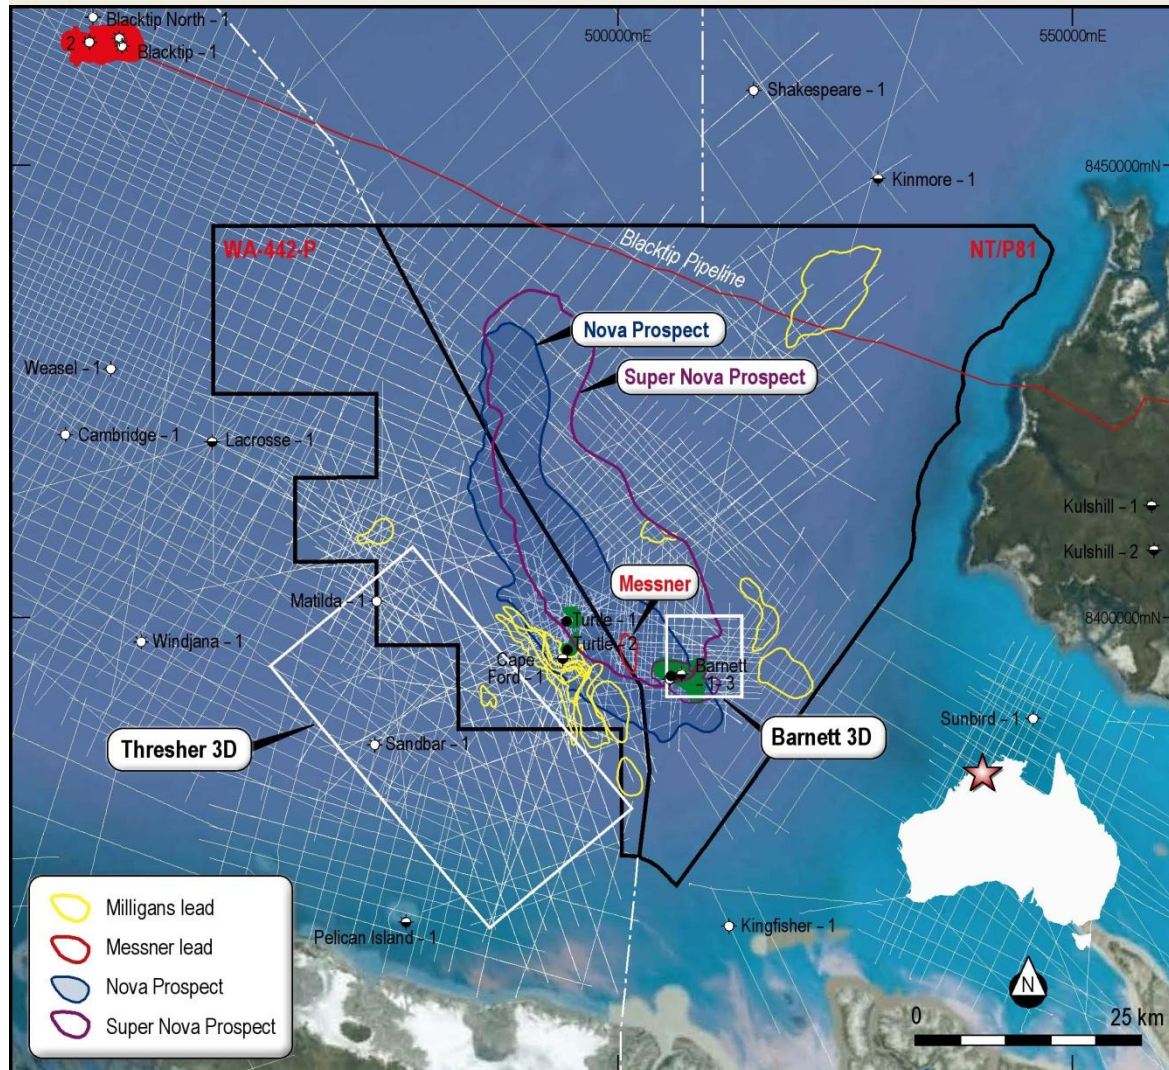 Blacktip North – 1
2
Blacktip – 1
500000mE
550000mE
Shakespeare – 1
Kinmore – 1
8450000mN
WA-442-P
NT/P81
Blacktip Pipeline
Nova Prospect
Super Nova Prospect
Weasel – 1
Cambridge – 1
Lacrosse – 1
Kulshill – 1
Kulshill – 2
Messner
Matilda – 1
Turtle – 1
8400000mN
Windjana – 1
Turtle – 2
Cape
Ford – 1
Barnett
1 – 3
Thresher 3D
Sandbar – 1
Barnett 3D
Sunbird – 1
Milligans lead
Messner lead
Nova Prospect
Super Nova Prospect
Pelican Island – 1
Kingfisher – 1
N
0
25 km